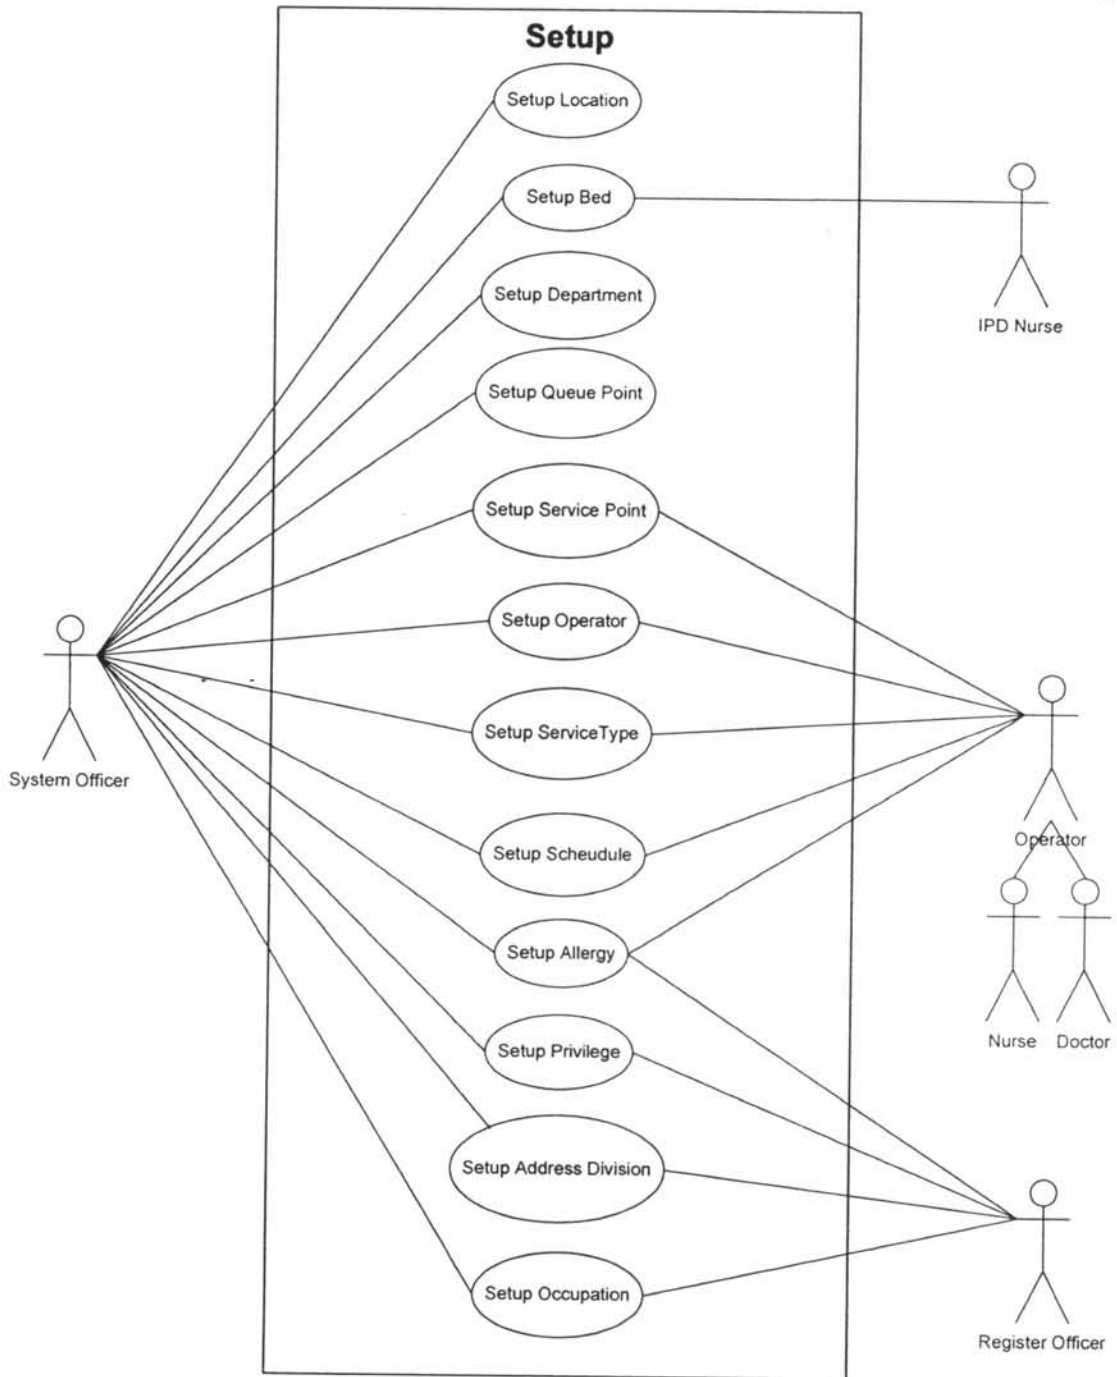 Setup
Setup Location
Setup Bed
IPD Nurse
Setup Department
Setup Queue Point
Setup Service Point
Setup Operator
Setup ServiceType
System Officer
Setup Scheudule
Operator
Setup Allergy
Nurse Doctor
Setup Privilege
Setup Address Division
Setup Occupation
Register Officer